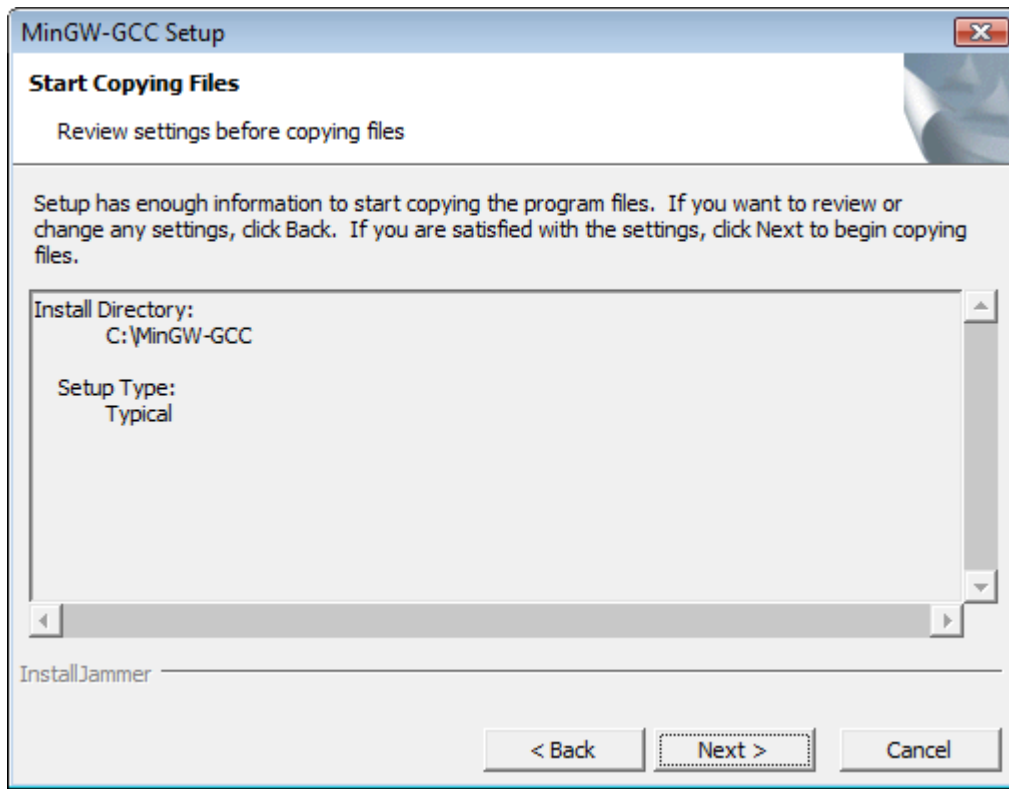 MinGW-GCC Setup
Start Copying Files
Review settings before copying files
Setup has enough information to start copying the program files.  If you want to review or
change any settings, click Back.  If you are satisfied with the settings, click Next to begin copying
files.
Install Directory:
C:\MinGW-GCC
Setup Type:
Typical
InstallJammer
< Back Next > Cancel